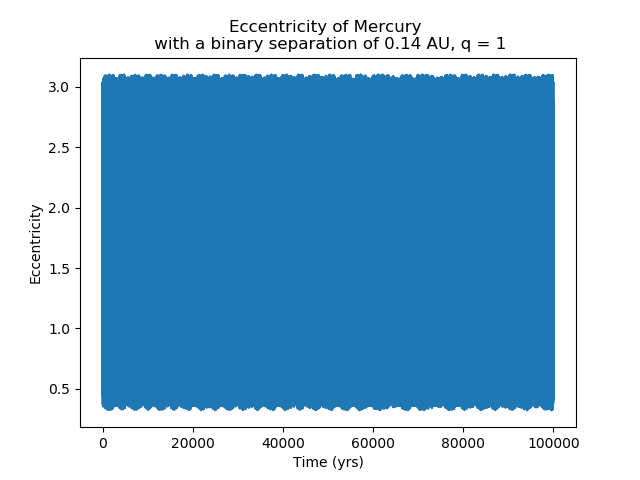 Eccentricity of Mercury
with a binary separation of 0.14 AU, q = 1
3.0
2.5
2.0
1.5
1.0
0.5
Eccentricity
0 20000 40000 60000 80000 100000
Time (yrs)